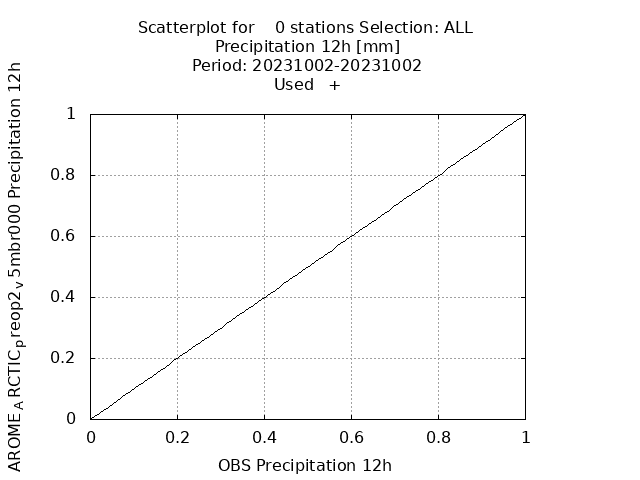 Scatterplot for    0 stations Selection: ALL
Precipitation 12h [mm]
Period: 20231002-20231002
Used   +
AROME_ARCTIC_preop2_v5mbr000 Precipitation 12h
1
0.8
0.6
0.4
0.2
0
0 0.2 0.4 0.6 0.8 1
OBS Precipitation 12h